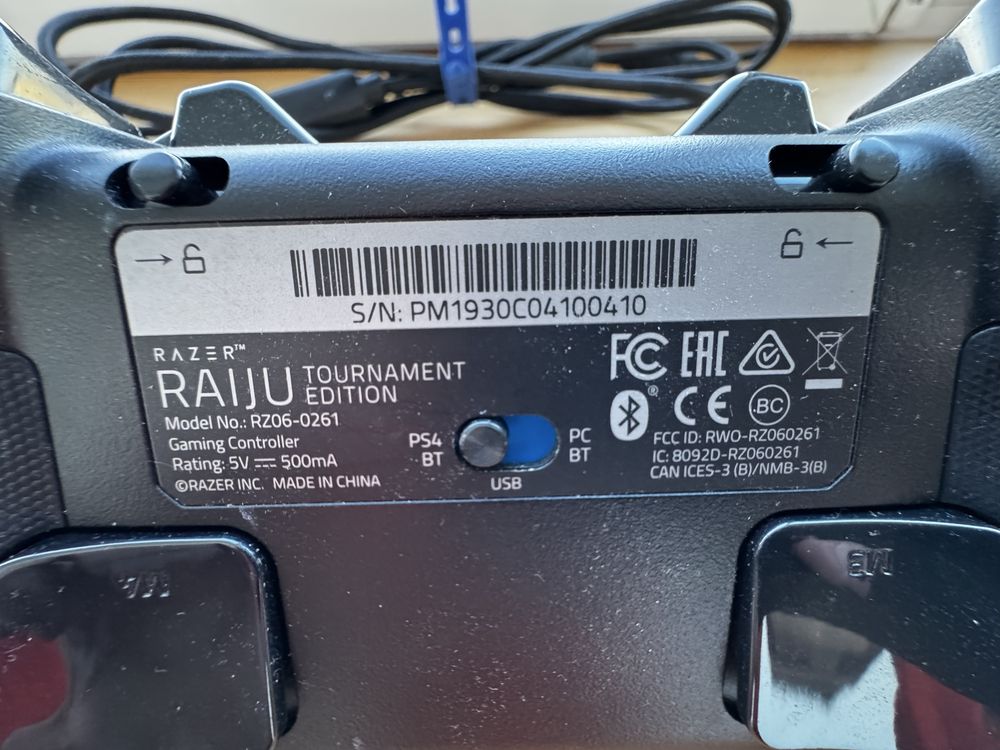 S/N: PM1930C04100410
RAZER™
RAIJU TOURNAMENT EDITION
Model No.: RZ06-0261
Gaming Controller
Rating: 5V ⎓ 500mA
©RAZER INC. MADE IN CHINA
PS4 BT
USB
PC BT
FC
EAC
®
CE
BC
FCC ID: RWO-RZ060261
IC: 8092D-RZ060261
CAN ICES-3 (B)/NMB-3(B)
M4
M3